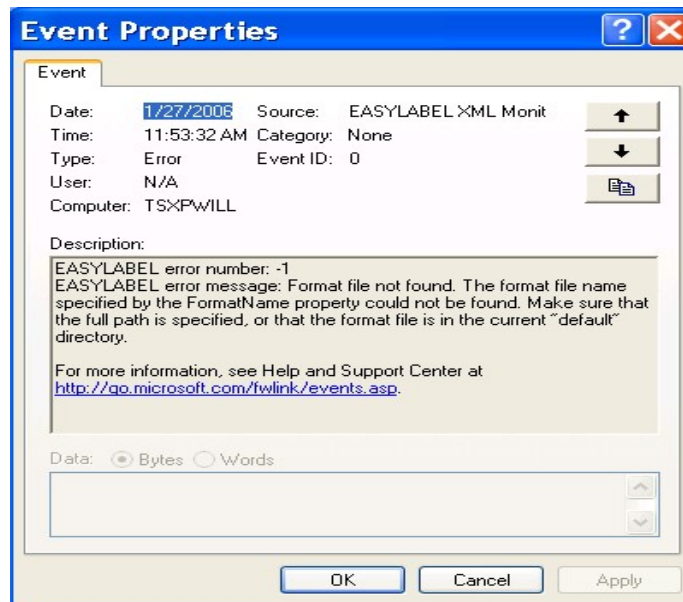 Event Properties
Event
Date: 1/27/2006 Source: EASYLABEL XML Monit
Time: 11:53:32 AM Category: None
Type: Error Event ID: 0
User: N/A
Computer: TSXPWILL
Description:
EASYLABEL error number: -1
EASYLABEL error message: Format file not found. The format file name
specified by the FormatName property could not be found. Make sure that
the full path is specified, or that the format file is in the current "default"
directory.
For more information, see Help and Support Center at
http://go.microsoft.com/fwlink/events.asp.
Data: Bytes Words
OK Cancel Apply